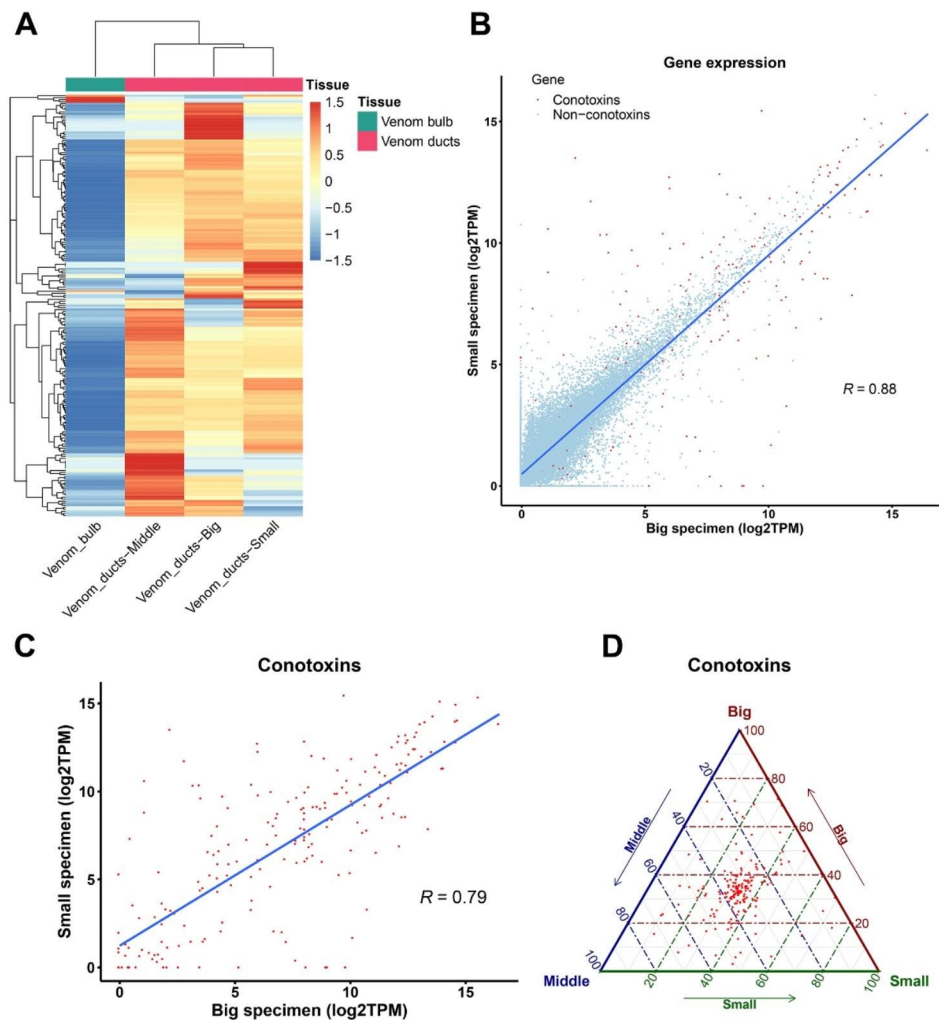 A
Tissue
1.5
1
0.5
0
−0.5
−1
−1.5
Tissue
Venom bulb
Venom ducts
Venom_bulb
Venom_ducts-Middle
Venom_ducts-Big
Venom_ducts-Small
B
Gene expression
Gene
Conotoxins
Non-conotoxins
Small specimen (log2TPM)
15
10
5
0
R = 0.88
0
5
10
15
Big specimen (log2TPM)
C
Conotoxins
Small specimen (log2TPM)
15
10
5
0
R = 0.79
0
5
10
15
Big specimen (log2TPM)
D
Conotoxins
Big
100
20
80
40
60
Middle
Big
60
40
80
20
100
Middle
Small
20
40
60
80
100
Small